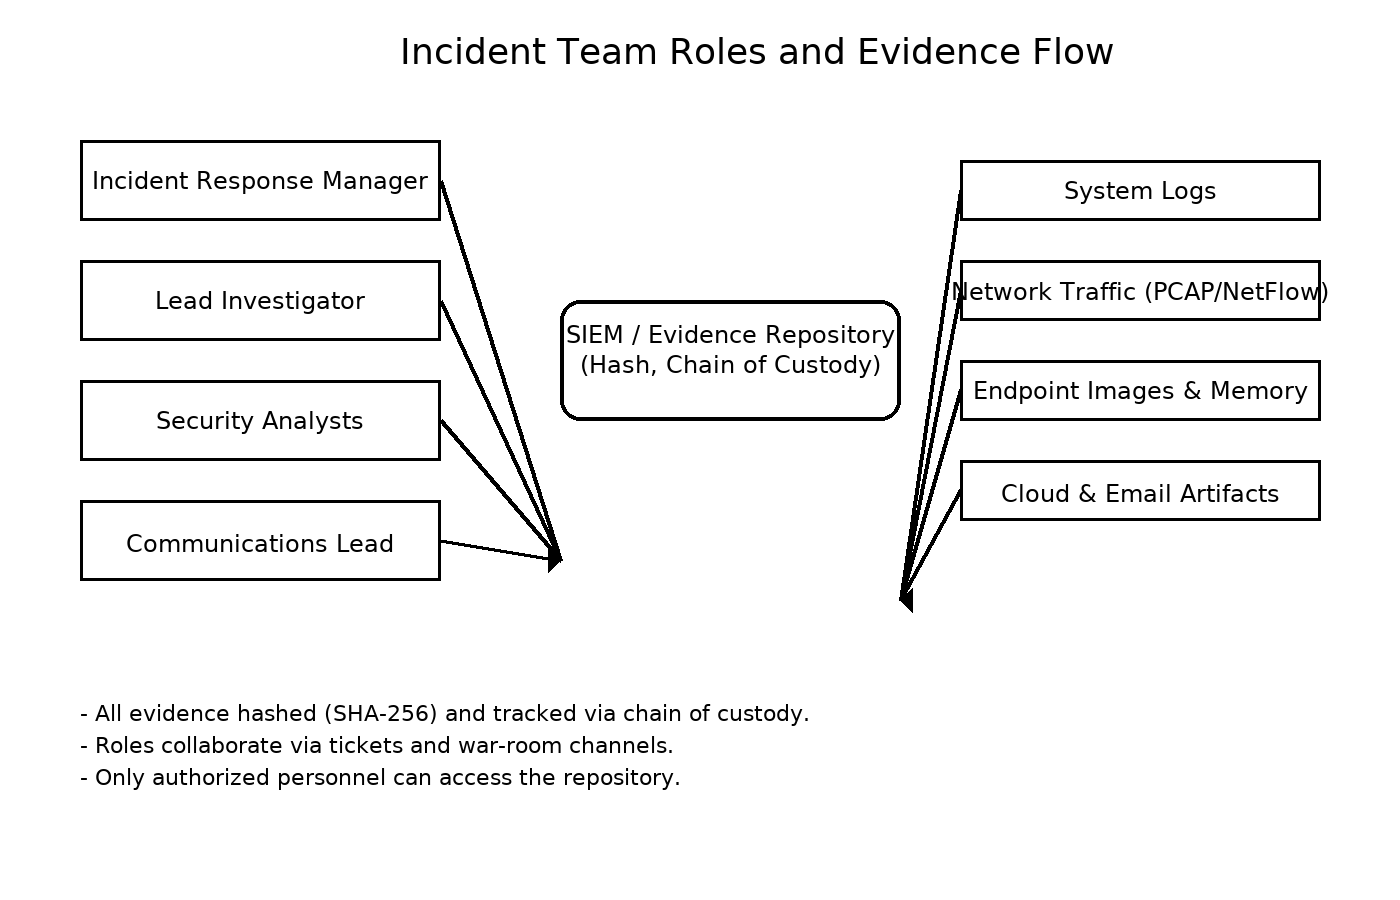 Incident Team Roles and Evidence Flow
Incident Response Manager
Lead Investigator
Security Analysts
Communications Lead
SIEM / Evidence Repository
(Hash, Chain of Custody)
System Logs
Network Traffic (PCAP/NetFlow)
Endpoint Images & Memory
Cloud & Email Artifacts
- All evidence hashed (SHA-256) and tracked via chain of custody.
- Roles collaborate via tickets and war-room channels.
- Only authorized personnel can access the repository.